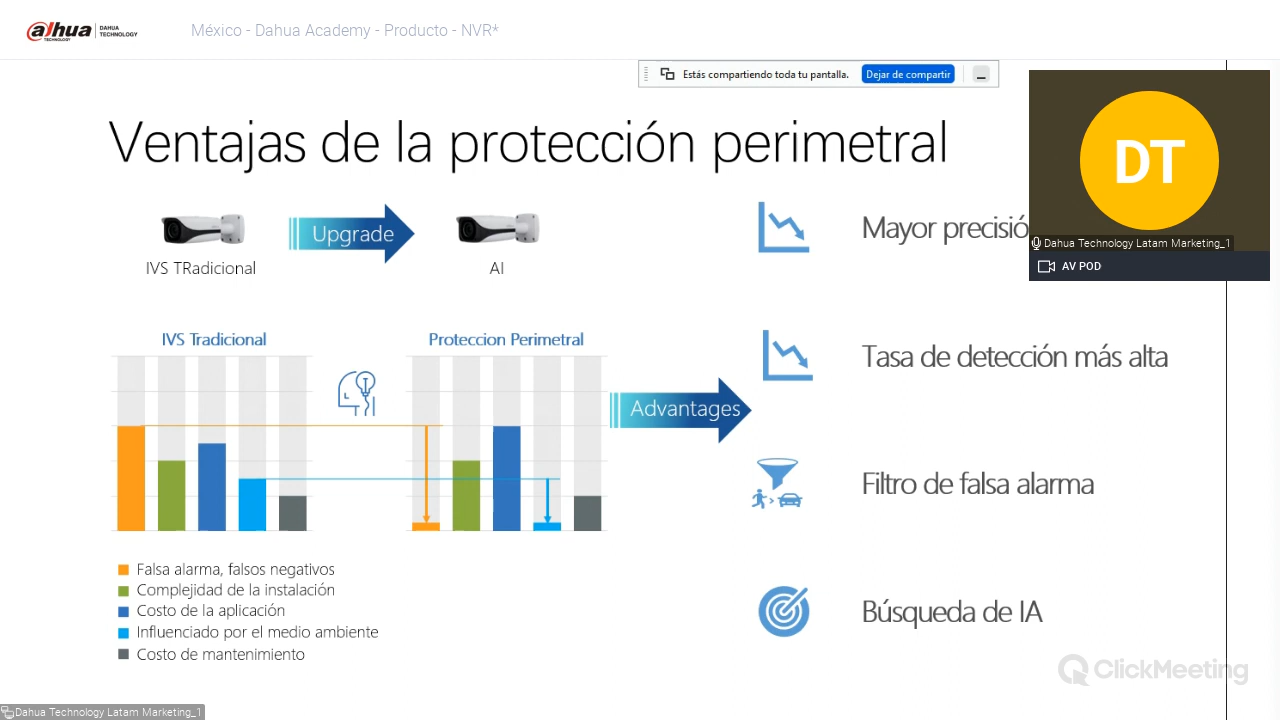 alhua
TECHNOLOGY
DAHUA
TECHNOLOGY
México - Dahua Academy - Producto - NVR*
Estás compartiendo toda tu pantalla.
Dejar de compartir
Ventajas de la protección perimetral
DT
Dahua Technology Latam Marketing_1
AV POD
Upgrade
IVS TRadicional
AI
Mayor precisió
IVS Tradicional
Proteccion Perimetral
Advantages
Tasa de detección más alta
Filtro de falsa alarma
Búsqueda de IA
Falsa alarma, falsos negativos
Complejidad de la instalación
Costo de la aplicación
Influenciado por el medio ambiente
Costo de mantenimiento
ClickMeeting
Dahua Technology Latam Marketing_1